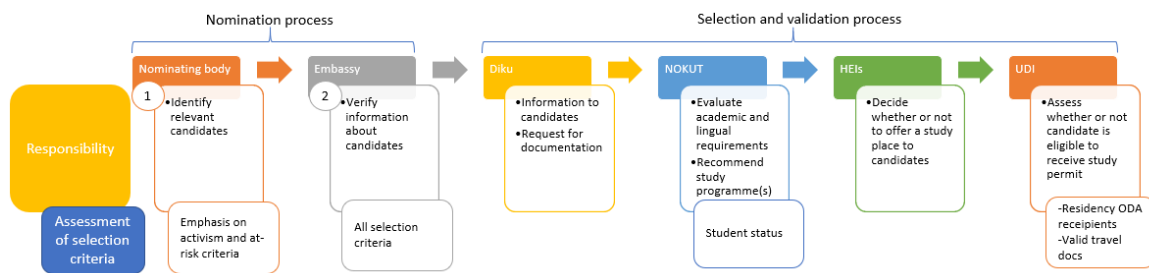 Nomination process
Selection and validation process
Nominating body
Embassy
Diku
NOKUT
HEIs
UDI
Responsibility
1
•Identify
relevant
candidates
2
•Verify
information
about
candidates
•Information to
candidates
•Request for
documentation
•Evaluate
academic and
lingual
requirements
•Recommend
study
programme(s)
•Decide
whether or not
to offer a study
place to
candidates
•Assess
whether or not
candidate is
eligible to
receive study
permit
Assessment
of selection
criteria
Emphasis on
activism and at-
risk criteria
All selection
criteria
Student status
-Residency ODA
receipients
-Valid travel
docs